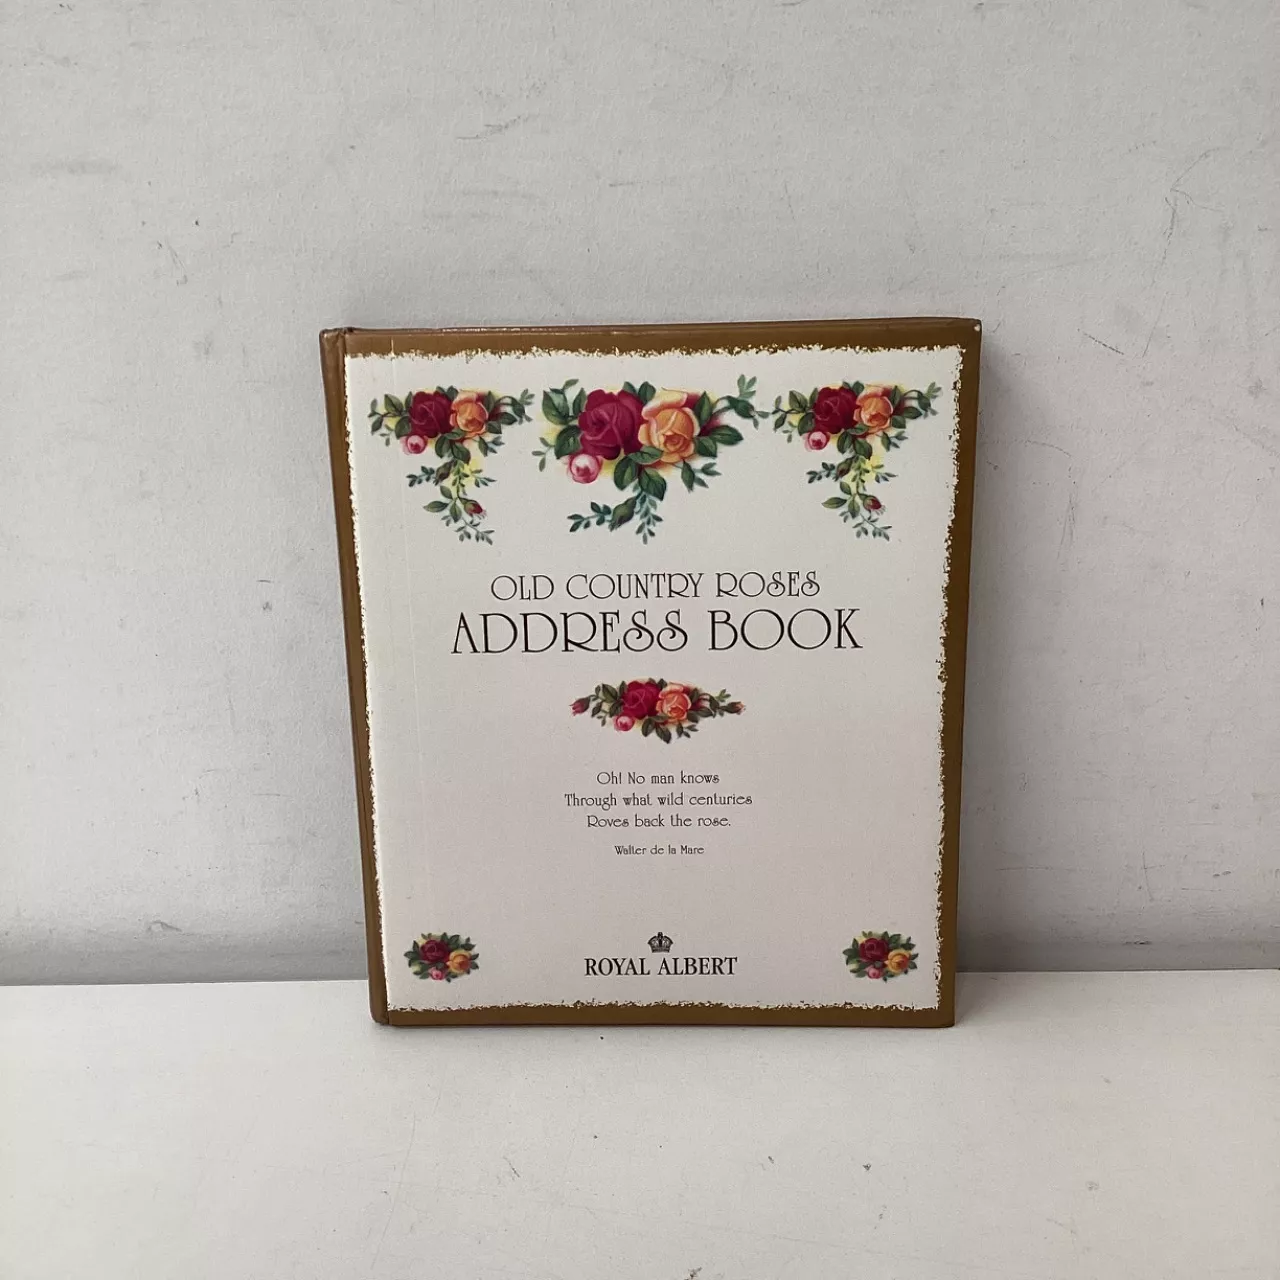 OLD COUNTRY ROSES
ADDRESS BOOK
Oh! No man knows
Through what wild centuries
Roves back the rose.
Walter de la Mare
ROYAL ALBERT